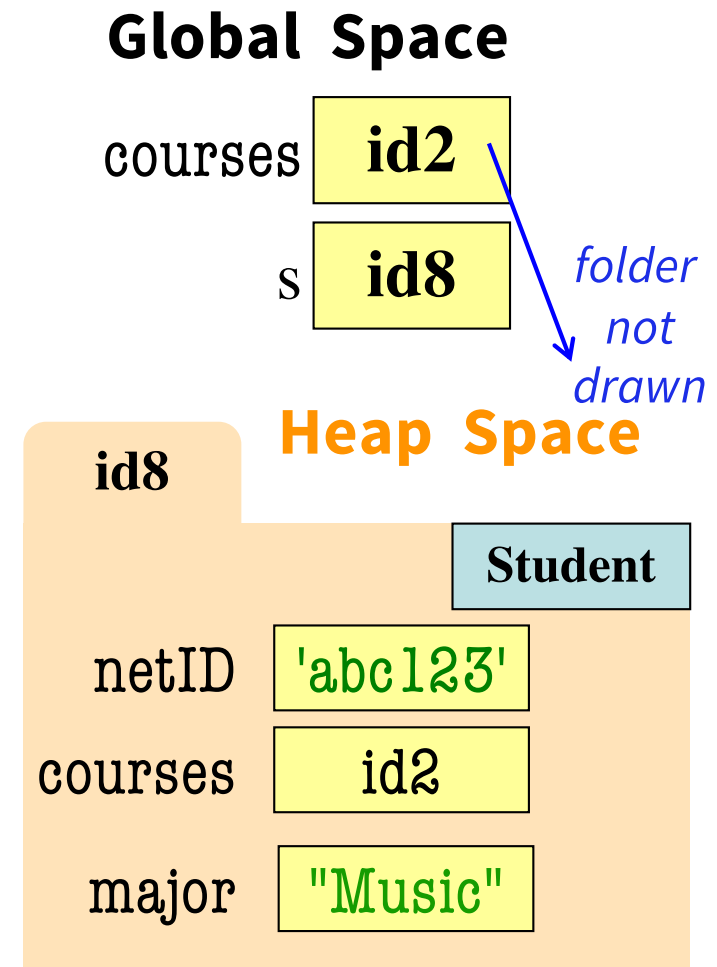 Global Space
courses id2
s id8
folder
not
drawn
Heap Space
id8
Student
netID 'abc123'
courses id2
major "Music"